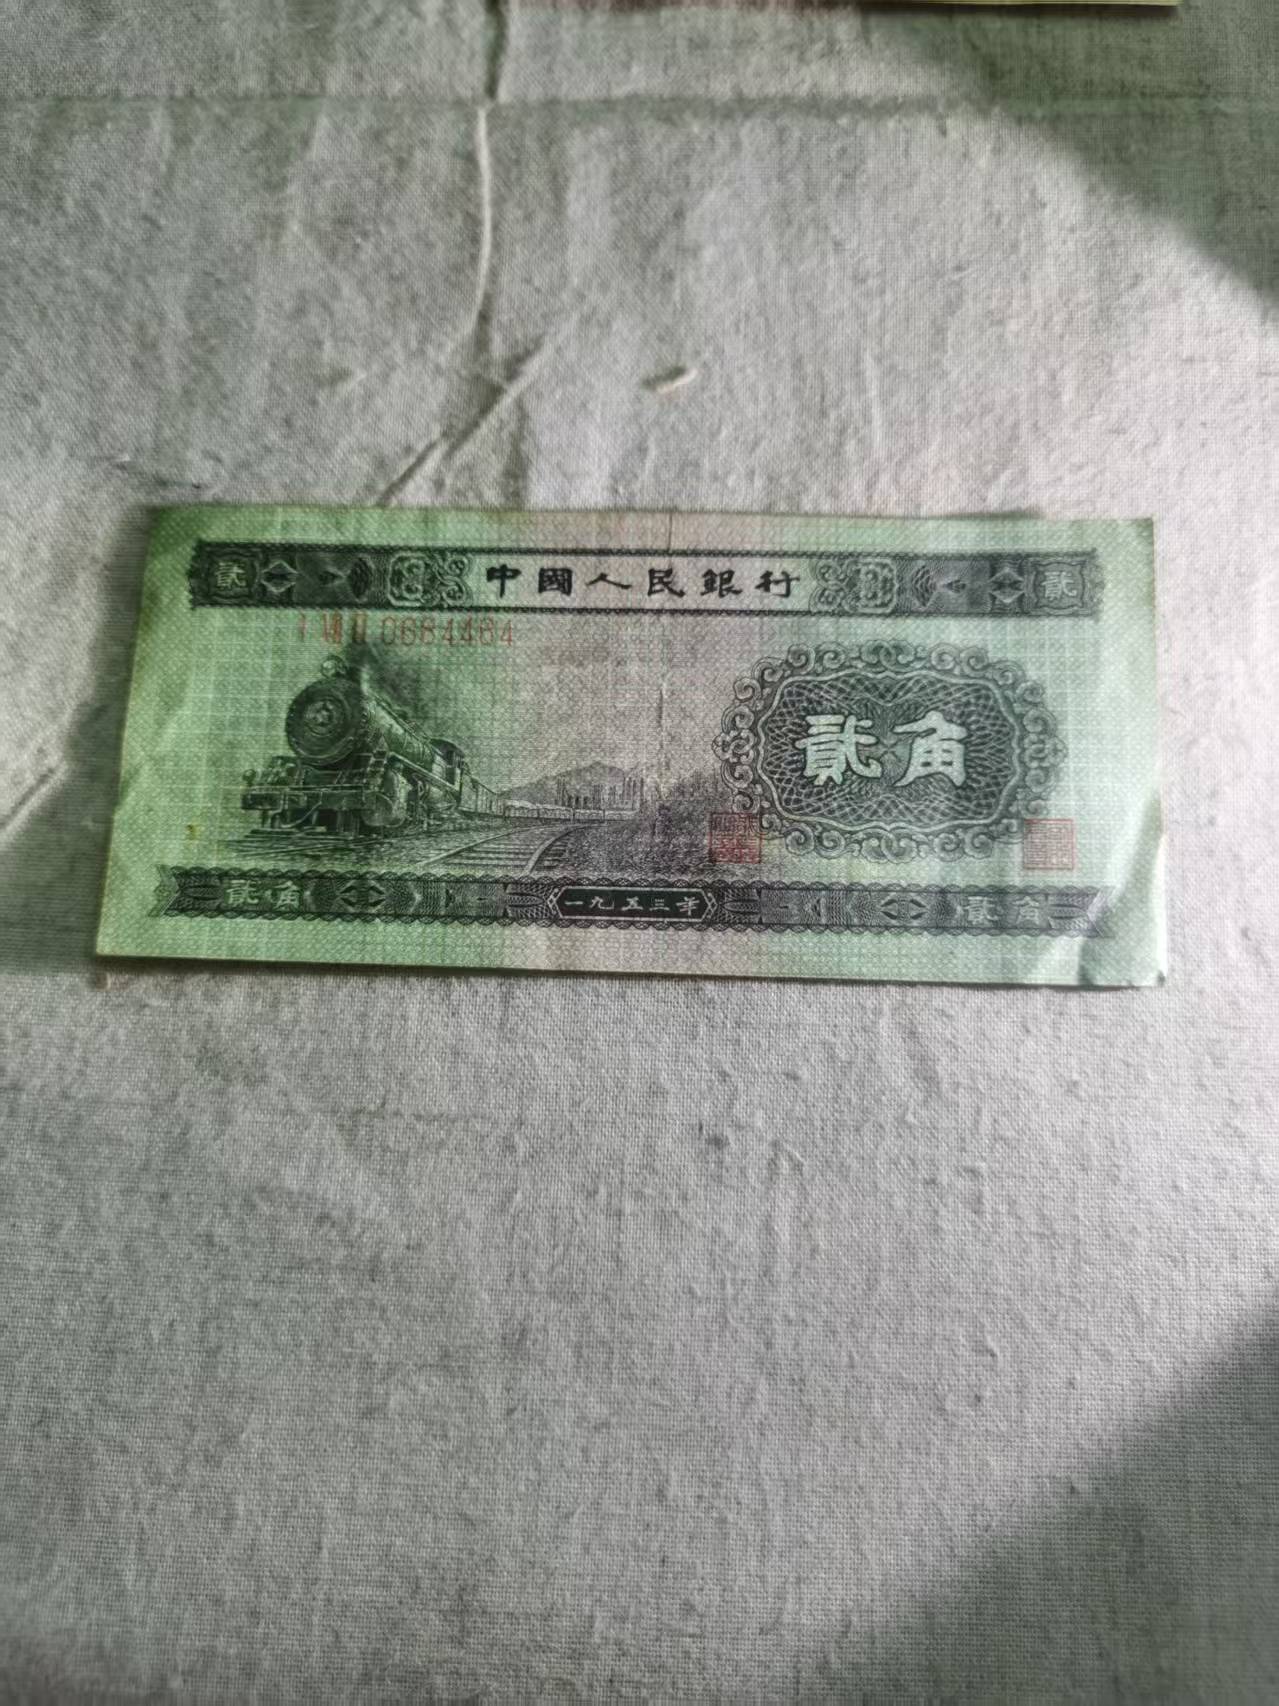 貳 中國人民銀行 貳
0664464
貳角
貳角 一九五三年 貳角